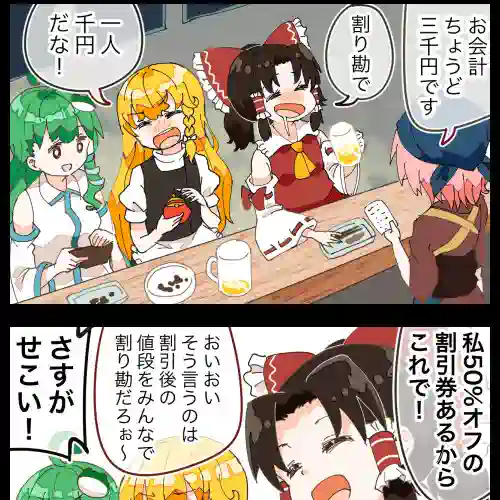 お会計
ちょうど
三千円です
割り勘で
一人
千円
だな！
私50%オフの
割引券あるから
これで！
おいおい
そう言うのは
割引後の
値段をみんなで
割り勘だろぉ〜
さすが
せこい！